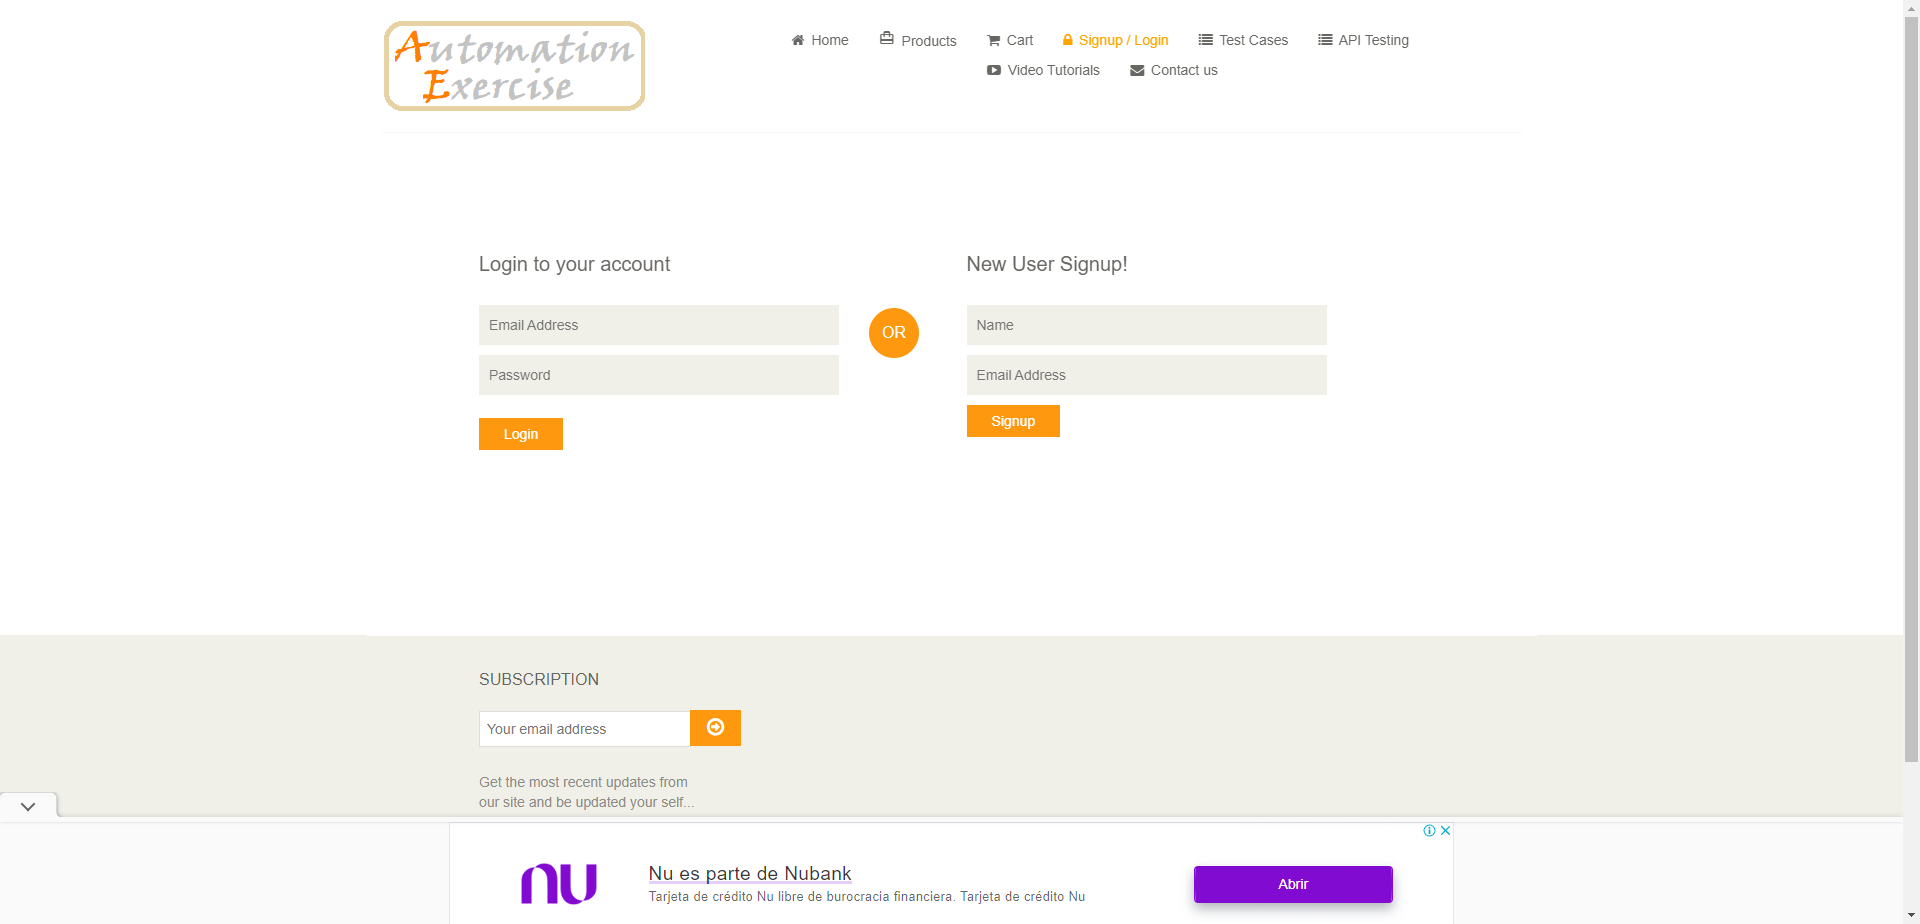 Automation
Exercise
Home
Products
Cart
Signup / Login
Test Cases
API Testing
Video Tutorials
Contact us
Login to your account
Email Address
Password
Login
OR
New User Signup!
Name
Email Address
Signup
SUBSCRIPTION
Your email address
Get the most recent updates from
our site and be updated your self...
nu
Nu es parte de Nubank
Tarjeta de crédito Nu libre de burocracia financiera. Tarjeta de crédito Nu
Abrir